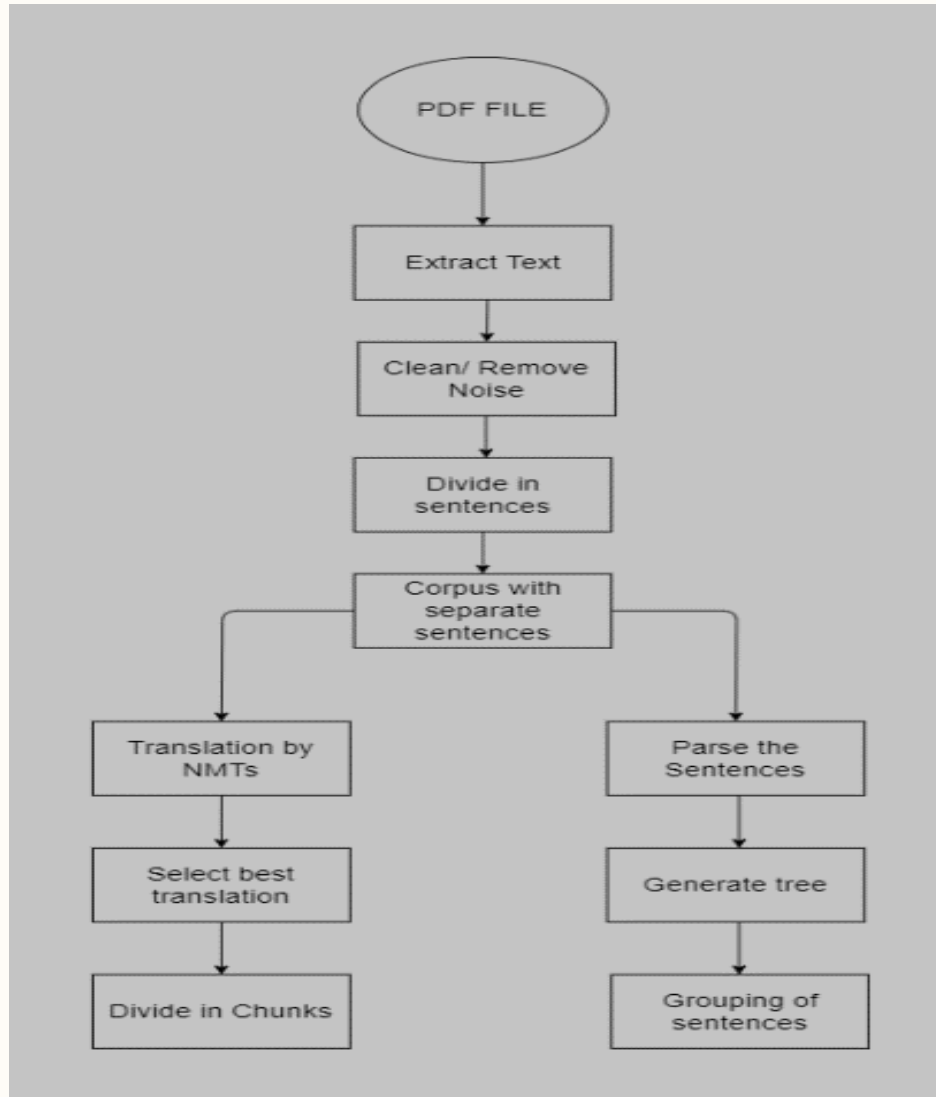 PDF FILE
Extract Text
Clean/ Remove
Noise
Divide in
sentences
Corpus with
separate
sentences
Translation by
NMTs
Select best
translation
Divide in Chunks
Parse the
Sentences
Generate tree
Grouping of
sentences